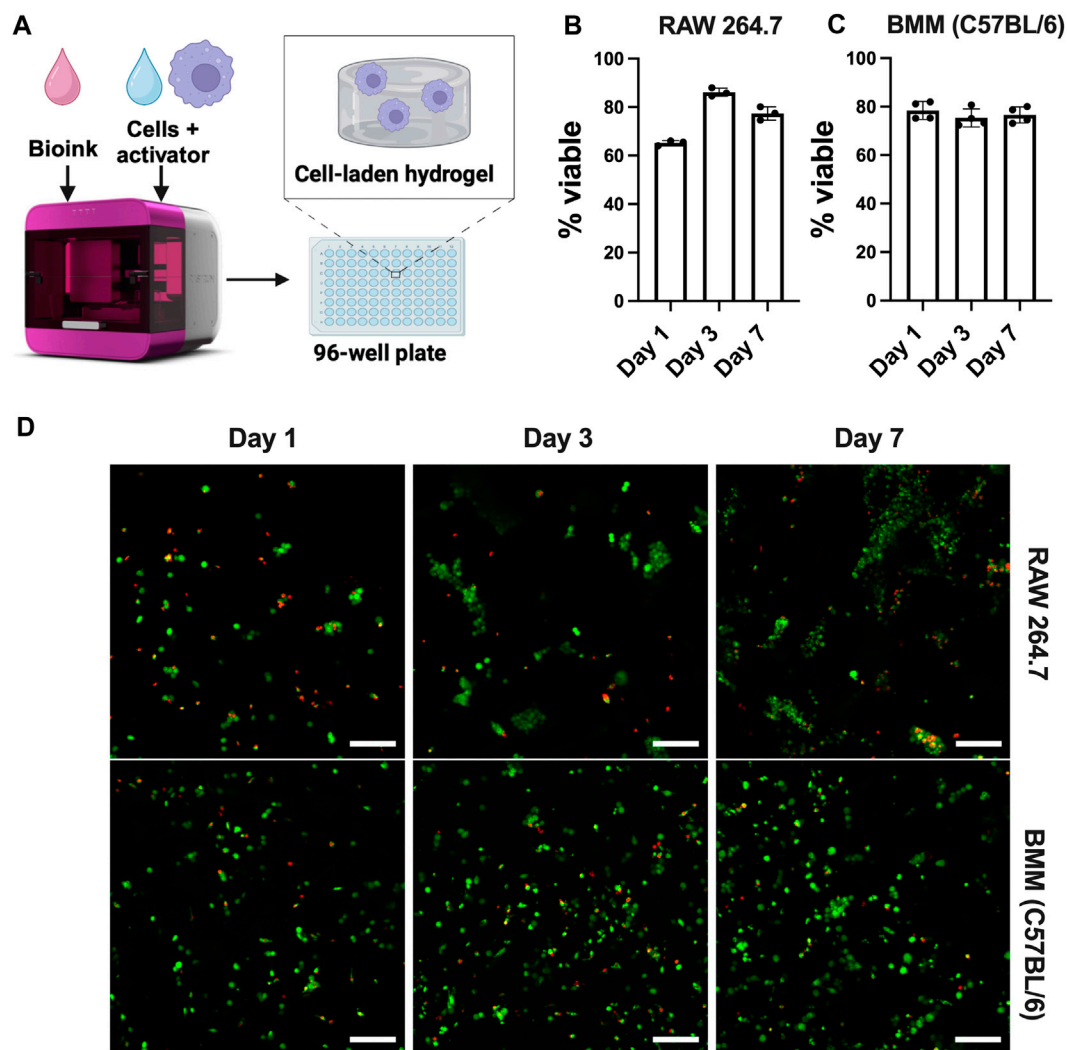 A
Bioink
Cells +
activator
Cell-laden hydrogel
96-well plate
B
RAW 264.7
% viable
100
80
60
40
20
0
Day 1
Day 3
Day 7
C
BMM (C57BL/6)
% viable
100
80
60
40
20
0
Day 1
Day 3
Day 7
D
Day 1
Day 3
Day 7
RAW 264.7
BMM (C57BL/6)